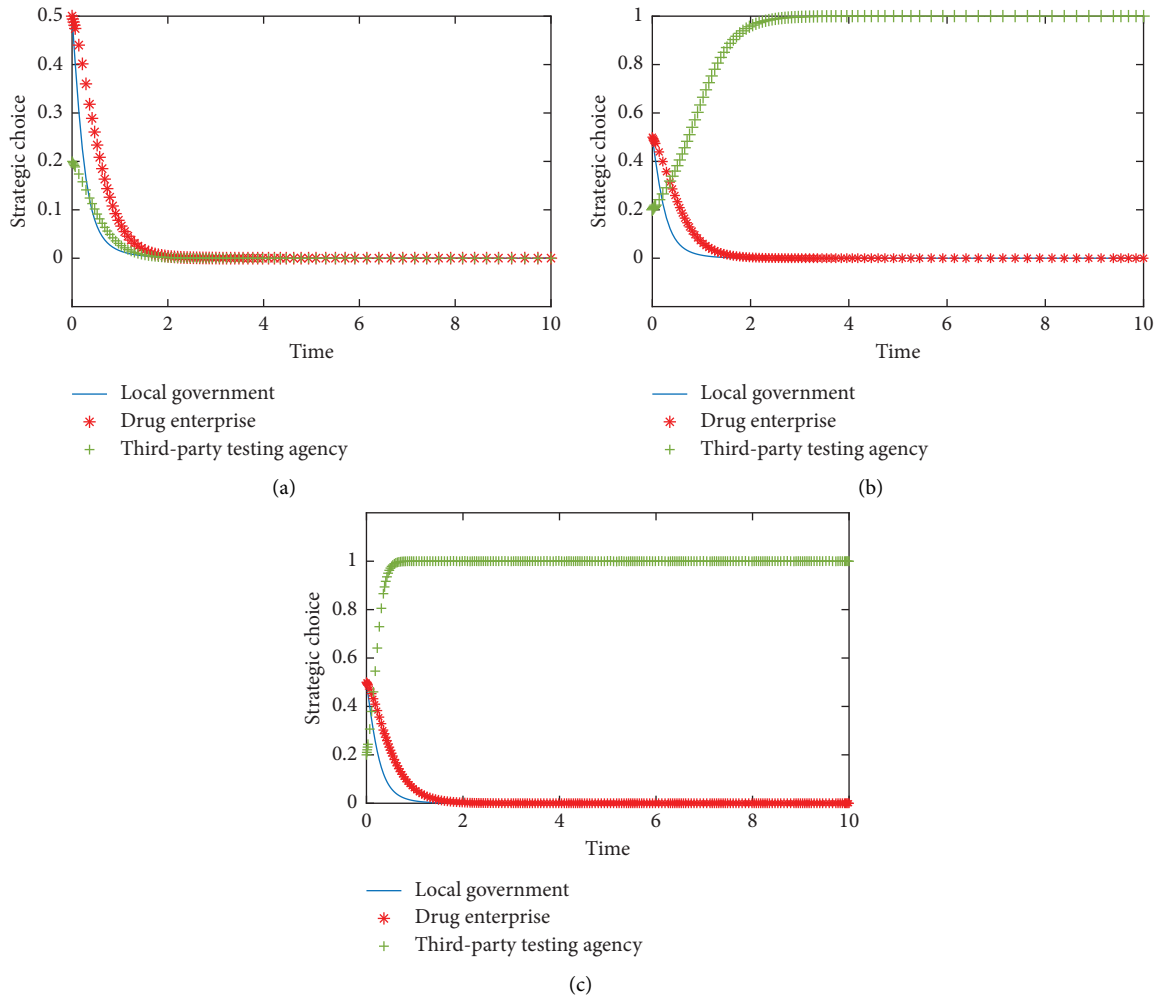 0.5
0.4
0.3
0.2
0.1
0
Strategic choice
0 2 4 6 8 10
Time
Local government
Drug enterprise
Third-party testing agency
(a)
1
0.8
0.6
0.4
0.2
0
Strategic choice
0 2 4 6 8 10
Time
Local government
Drug enterprise
Third-party testing agency
(b)
1
0.8
0.6
0.4
0.2
0
Strategic choice
0 2 4 6 8 10
Time
Local government
Drug enterprise
Third-party testing agency
(c)